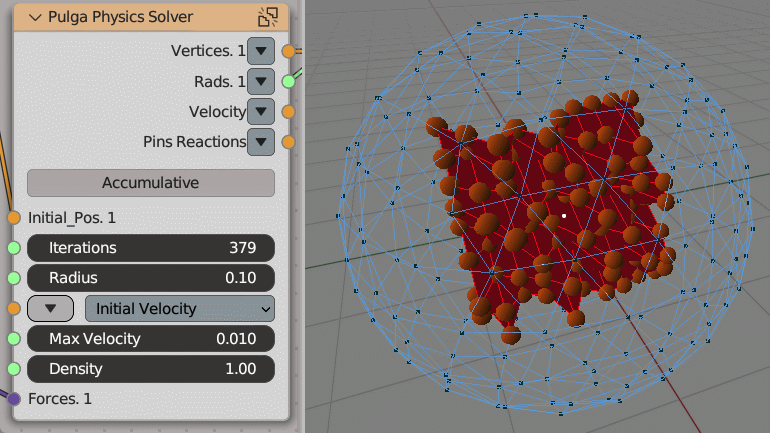 Pulga Physics Solver
Vertices. 1
Rads. 1
Velocity
Pins Reactions
Accumulative
Initial_Pos. 1
Iterations 379
Radius 0.10
Initial Velocity
Max Velocity 0.010
Density 1.00
Forces. 1